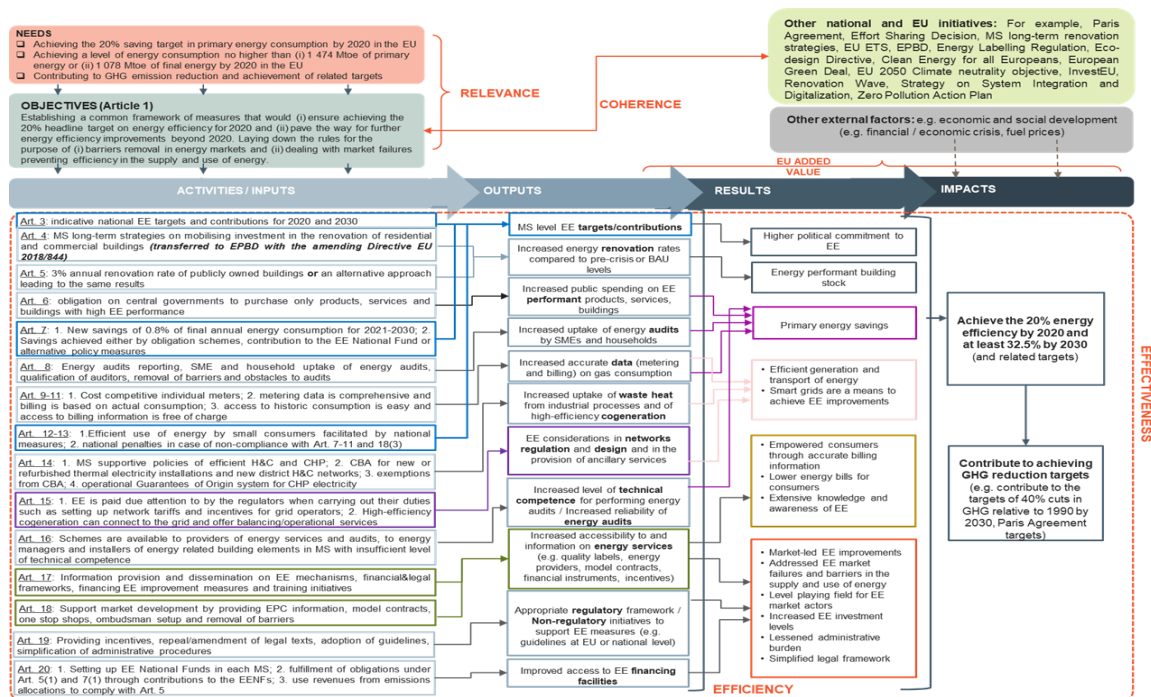 NEEDS
❑ Achieving the 20% saving target in primary energy consumption by 2020 in the EU
❑ Achieving a level of energy consumption no higher than (i) 1 474 Mtoe of primary
energy or (ii) 1 078 Mtoe of final energy by 2020 in the EU
❑ Contributing to GHG emission reduction and achievement of related targets
OBJECTIVES (Article 1)
Establishing a common framework of measures that would (i) ensure achieving the
20% headline target on energy efficiency for 2020 and (ii) pave the way for further
energy efficiency improvements beyond 2020. Laying down the rules for the
purpose of (i) barriers removal in energy markets and (ii) dealing with market failures
preventing efficiency in the supply and use of energy.
RELEVANCE
COHERENCE
Other national and EU initiatives: For example, Paris
Agreement, Effort Sharing Decision, MS long-term renovation
strategies, EU ETS, EPBD, Energy Labelling Regulation, Eco-
design Directive, Clean Energy for all Europeans, European
Green Deal, EU 2050 Climate neutrality objective, InvestEU,
Renovation Wave, Strategy on System Integration and
Digitalization, Zero Pollution Action Plan
Other external factors: e.g. economic and social development
(e.g. financial / economic crisis, fuel prices)
EU ADDED
VALUE
ACTIVITIES / INPUTS
OUTPUTS
RESULTS
IMPACTS
Art. 3: indicative national EE targets and contributions for 2020 and 2030
Art. 4: MS long-term strategies on mobilising investment in the renovation of residential
and commercial buildings (transferred to EPBD with the amending Directive EU
2018/844)
Art. 5: 3% annual renovation rate of publicly owned buildings or an alternative approach
leading to the same results
Art. 6: obligation on central governments to purchase only products, services and
buildings with high EE performance
Art. 7: 1. New savings of 0.8% of final annual energy consumption for 2021-2030; 2.
Savings achieved either by obligation schemes, contribution to the EE National Fund or
alternative policy measures
Art. 8: Energy audits reporting, SME and household uptake of energy audits,
qualification of auditors, removal of barriers and obstacles to audits
Art. 9-11: 1. Cost competitive individual meters; 2. metering data is comprehensive and
billing is based on actual consumption; 3. access to historic consumption is easy and
access to billing information is free of charge
Art. 12-13: 1.Efficient use of energy by small consumers facilitated by national
measures; 2. national penalties in case of non-compliance with Art. 7-11 and 18(3)
Art. 14: 1. MS supportive policies of efficient H&C and CHP; 2. CBA for new or
refurbished thermal electricity installations and new district H&C networks; 3. exemptions
from CBA; 4. operational Guarantees of Origin system for CHP electricity
Art. 15: 1. EE is paid due attention to by the regulators when carrying out their duties
such as setting up network tariffs and incentives for grid operators; 2. High-efficiency
cogeneration can connect to the grid and offer balancing/operational services
Art. 16: Schemes are available to providers of energy services and audits, to energy
managers and installers of energy related building elements in MS with insufficient level
of technical competence
Art. 17: Information provision and dissemination on EE mechanisms, financial&legal
frameworks, financing EE improvement measures and training initiatives
Art. 18: Support market development by providing EPC information, model contracts,
one stop shops, ombudsman setup and removal of barriers
Art. 19: Providing incentives, repeal/amendment of legal texts, adoption of guidelines,
simplification of administrative procedures
Art. 20: 1. Setting up EE National Funds in each MS; 2. fulfillment of obligations under
Art. 5(1) and 7(1) through contributions to the EENFs; 3. use revenues from emissions
allocations to comply with Art. 5
MS level EE targets/contributions
Increased energy renovation rates
compared to pre-crisis or BAU
levels
Increased public spending on EE
performant products, services,
buildings
Increased uptake of energy audits
by SMEs and households
Increased accurate data (metering
and billing) on gas consumption
Increased uptake of waste heat
from industrial processes and of
high-efficiency cogeneration
EE considerations in networks
regulation and design and in
the provision of ancillary services
Increased level of technical
competence for performing energy
audits / Increased reliability of
energy audits
Increased accessibility to and
information on energy services
(e.g. quality labels, energy
providers, model contracts,
financial instruments, incentives)
Appropriate regulatory framework /
Non-regulatory initiatives to
support EE measures (e.g.
guidelines at EU or national level)
Improved access to EE financing
facilities
Higher political commitment to
EE
Energy performant building
stock
Primary energy savings
• Efficient generation and
transport of energy
• Smart grids are a means to
achieve EE improvements
• Empowered consumers
through accurate billing
information
• Lower energy bills for
consumers
• Extensive knowledge and
awareness of EE
• Market-led EE improvements
• Addressed EE market
failures and barriers in the
supply and use of energy
• Level playing field for EE
market actors
• Increased EE investment
levels
• Lessened administrative
burden
• Simplified legal framework
Achieve the 20% energy
efficiency by 2020 and
at least 32.5% by 2030
(and related targets)
Contribute to achieving
GHG reduction targets
(e.g. contribute to the
targets of 40% cuts in
GHG relative to 1990 by
2030, Paris Agreement
targets)
EFFECTIVENESS
EFFICIENCY